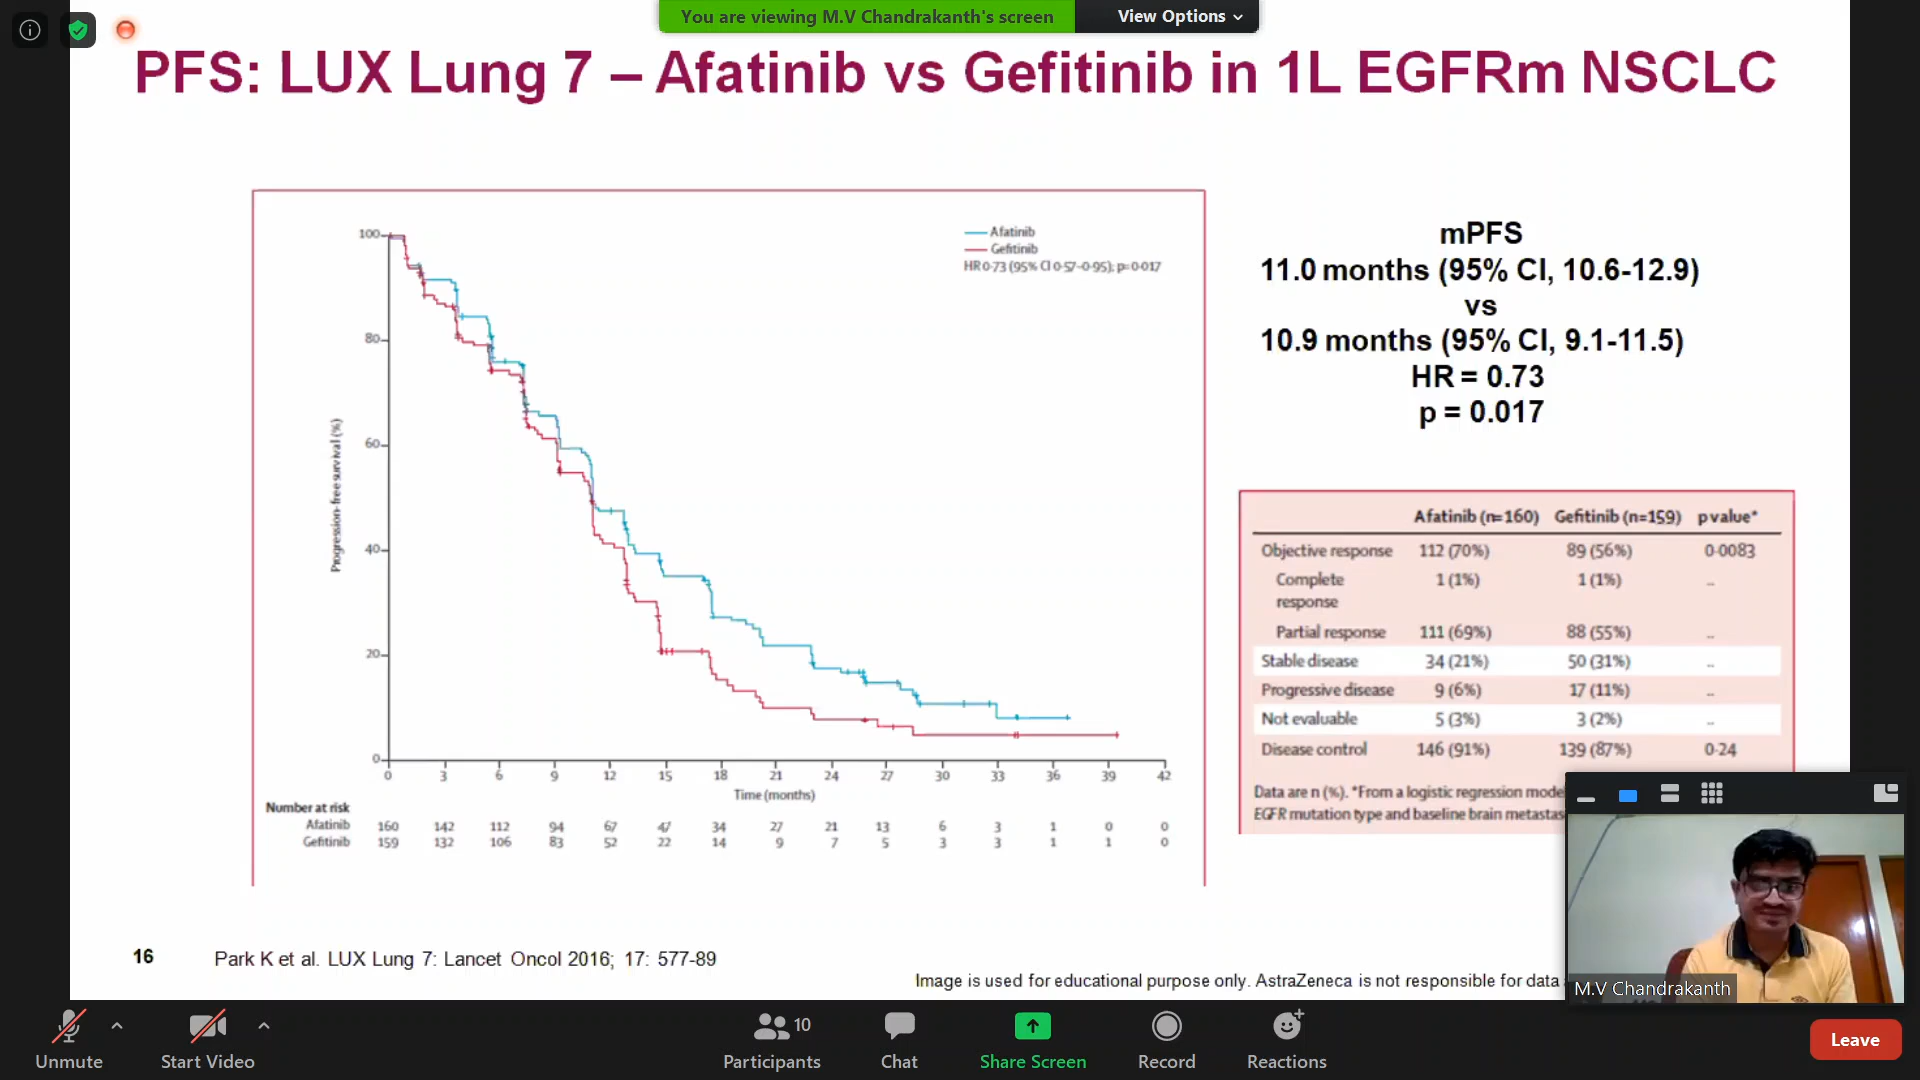 You are viewing M.V Chandrakanth's screen
View Options
PFS: LUX Lung 7 – Afatinib vs Gefitinib in 1L EGFRm NSCLC
Afatinib
Gefitinib
HR 0·73 (95% CI 0·57–0·95); p=0·017
100
80
60
40
20
0
Progression-free survival (%)
0 3 6 9 12 15 18 21 24 27 30 33 36 39 42
Time (months)
Number at risk
Afatinib 160 142 112 94 67 47 34 27 21 13 6 3 1 0 0
Gefitinib 159 132 106 83 52 22 14 9 7 5 3 3 1 1 0
mPFS
11.0 months (95% CI, 10.6-12.9)
vs
10.9 months (95% CI, 9.1-11.5)
HR = 0.73
p = 0.017
Afatinib (n=160) Gefitinib (n=159) p value*
Objective response 112 (70%) 89 (56%) 0·0083
Complete response 1 (1%) 1 (1%) ..
Partial response 111 (69%) 88 (55%) ..
Stable disease 34 (21%) 50 (31%) ..
Progressive disease 9 (6%) 17 (11%) ..
Not evaluable 5 (3%) 3 (2%) ..
Disease control 146 (91%) 139 (87%) 0·24
Data are n (%). *From a logistic regression
EGFR mutation type and baseline brain
16
Park K et al. LUX Lung 7: Lancet Oncol 2016; 17: 577-89
Image is used for educational purpose only. AstraZeneca is not responsible for data
M.V Chandrakanth
Unmute
Start Video
10
Participants
Chat
Share Screen
Record
Reactions
Leave